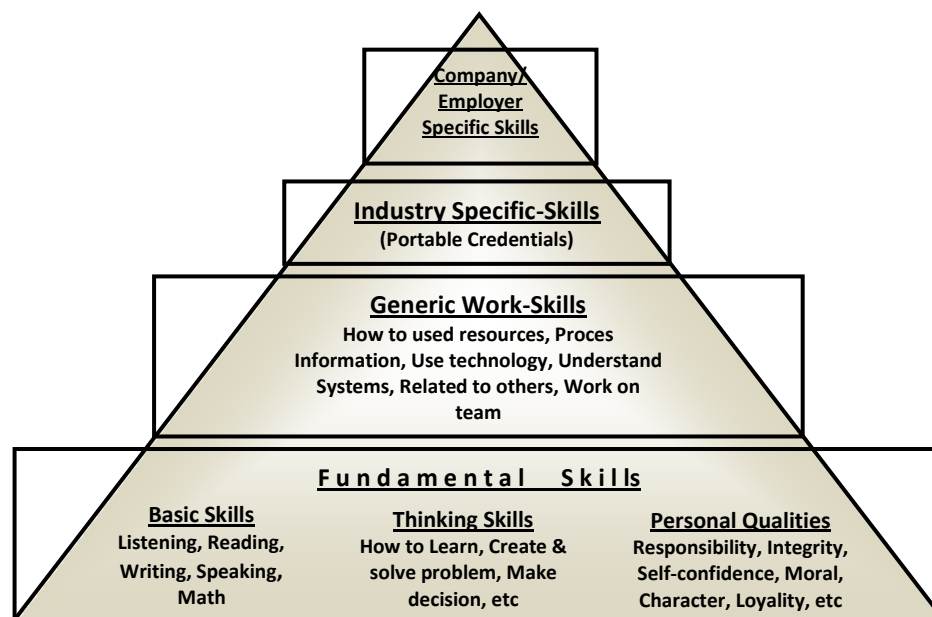 Company/
Employer
Specific Skills
Industry Specific-Skills
(Portable Credentials)
Generic Work-Skills
How to used resources, Proces
Information, Use technology, Understand
Systems, Related to others, Work on
team
Fundamental Skills
Basic Skills
Listening, Reading,
Writing, Speaking,
Math
Thinking Skills
How to Learn, Create &
solve problem, Make
decision, etc
Personal Qualities
Responsibility, Integrity,
Self-confidence, Moral,
Character, Loyality, etc